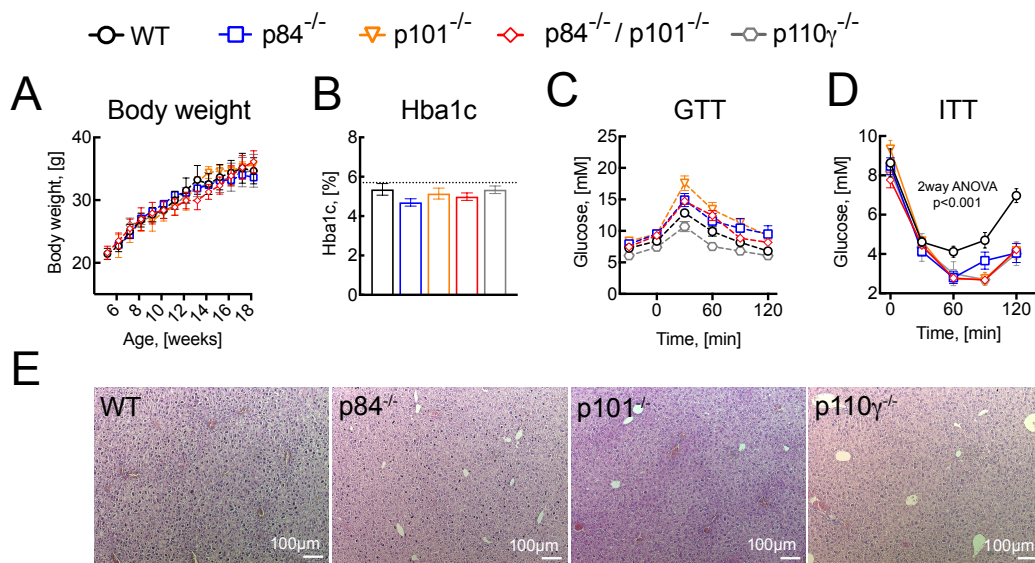 WT p84-/- p101-/- p84-/- / p101-/- p110γ-/-
A Body weight
Body weight, [g]
40
30
20
6 8 10 12 14 16 18
Age, [weeks]
B Hba1c
Hba1c, [%]
8
6
4
2
0
C GTT
Glucose, [mM]
25
20
15
10
5
0
0 60 120
Time, [min]
D ITT
Glucose, [mM]
10
8
6
4
2
2way ANOVA
p<0.001
0 30 60 90 120
Time, [min]
E
WT p84-/- p101-/- p110γ-/-
100µm 100µm 100µm 100µm